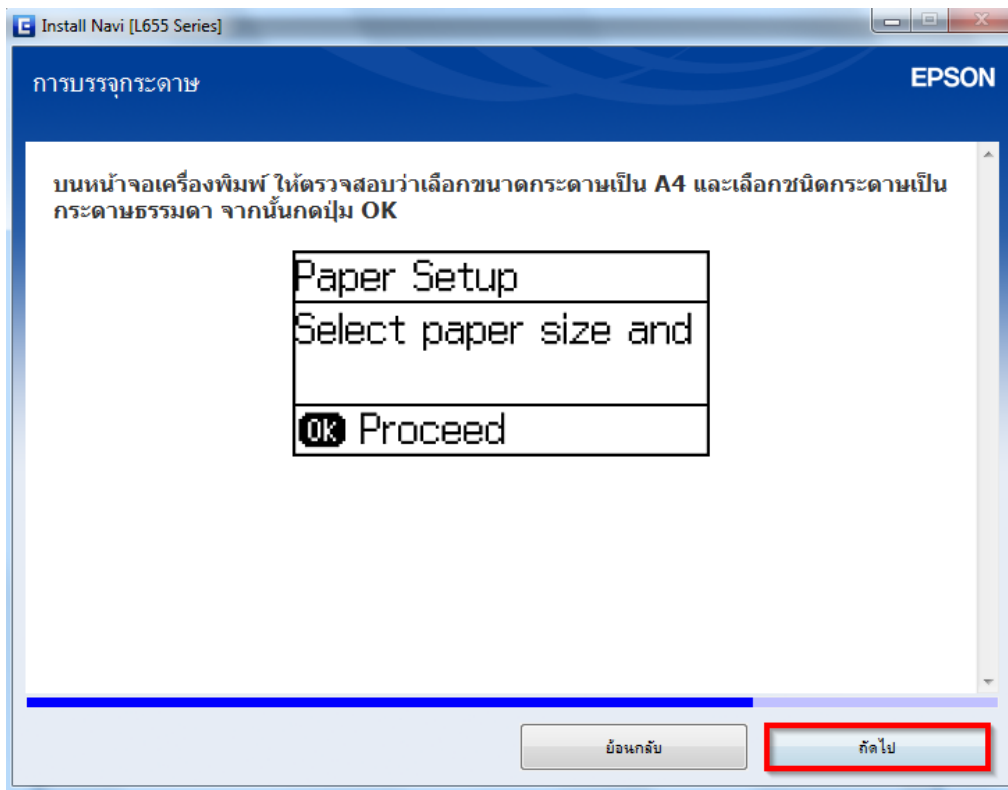 Install Navi [L655 Series]
การบรรจุกระดาษ
EPSON
บนหน้าจอเครื่องพิมพ์ ให้ตรวจสอบว่าเลือกขนาดกระดาษเป็น A4 และเลือกชนิดกระดาษเป็น
กระดาษธรรมดา จากนั้นกดปุ่ม OK
Paper Setup
Select paper size and
OK Proceed
ย้อนกลับ
ถัดไป